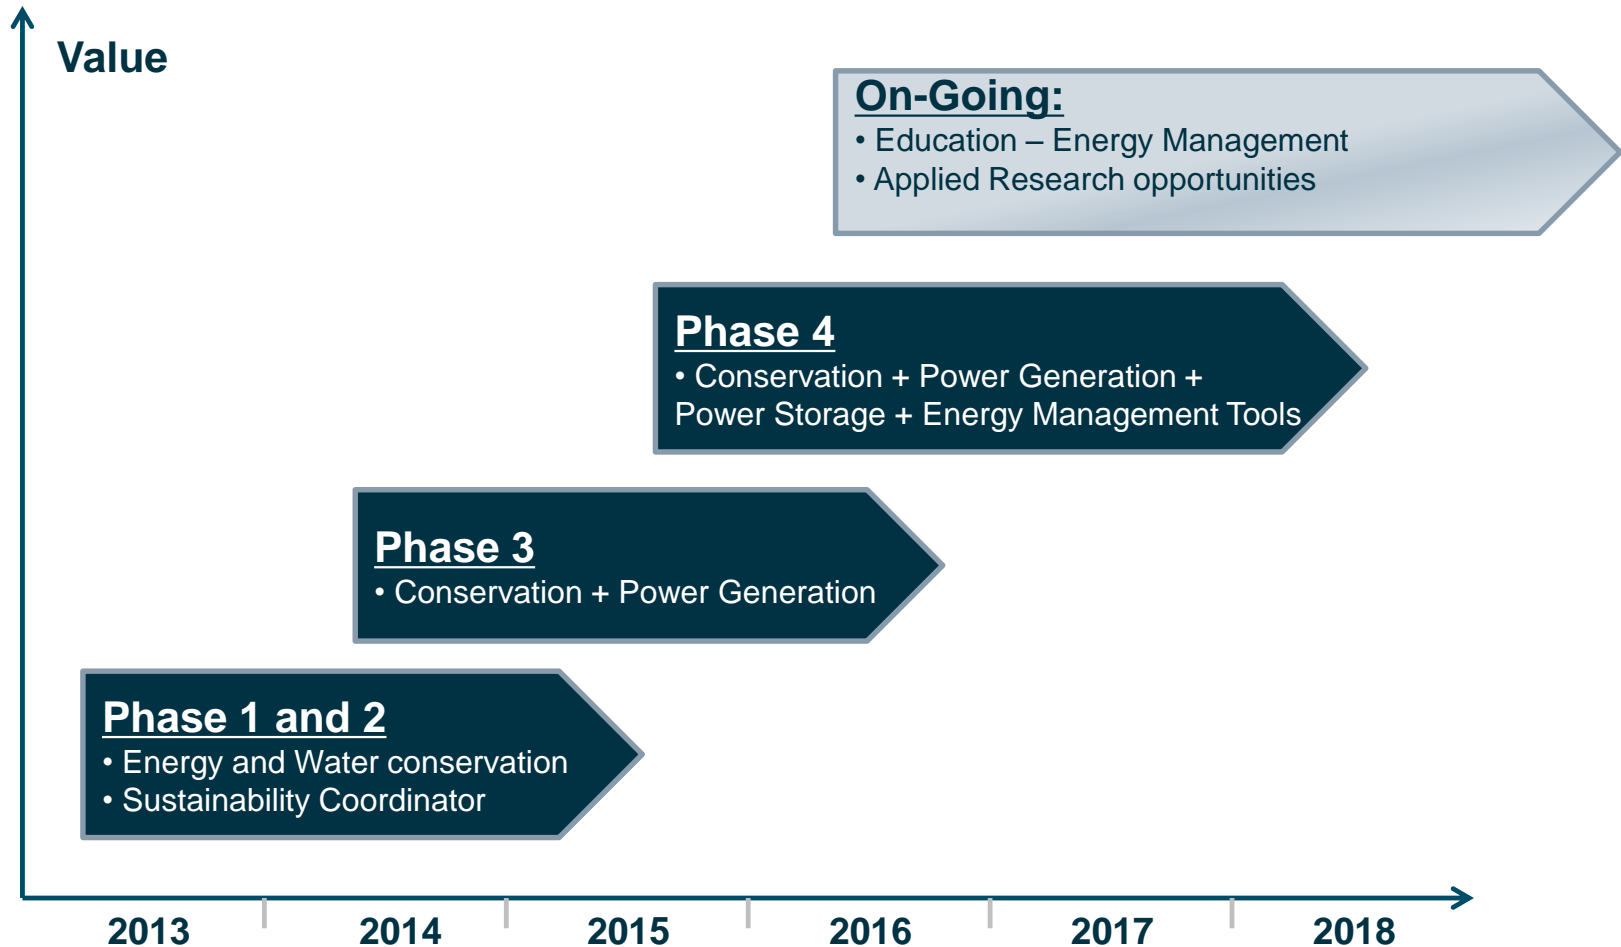 Value
On-Going:
• Education – Energy Management
• Applied Research opportunities
Phase 4
• Conservation + Power Generation +
Power Storage + Energy Management Tools
Phase 3
• Conservation + Power Generation
Phase 1 and 2
• Energy and Water conservation
• Sustainability Coordinator
2013 2014 2015 2016 2017 2018